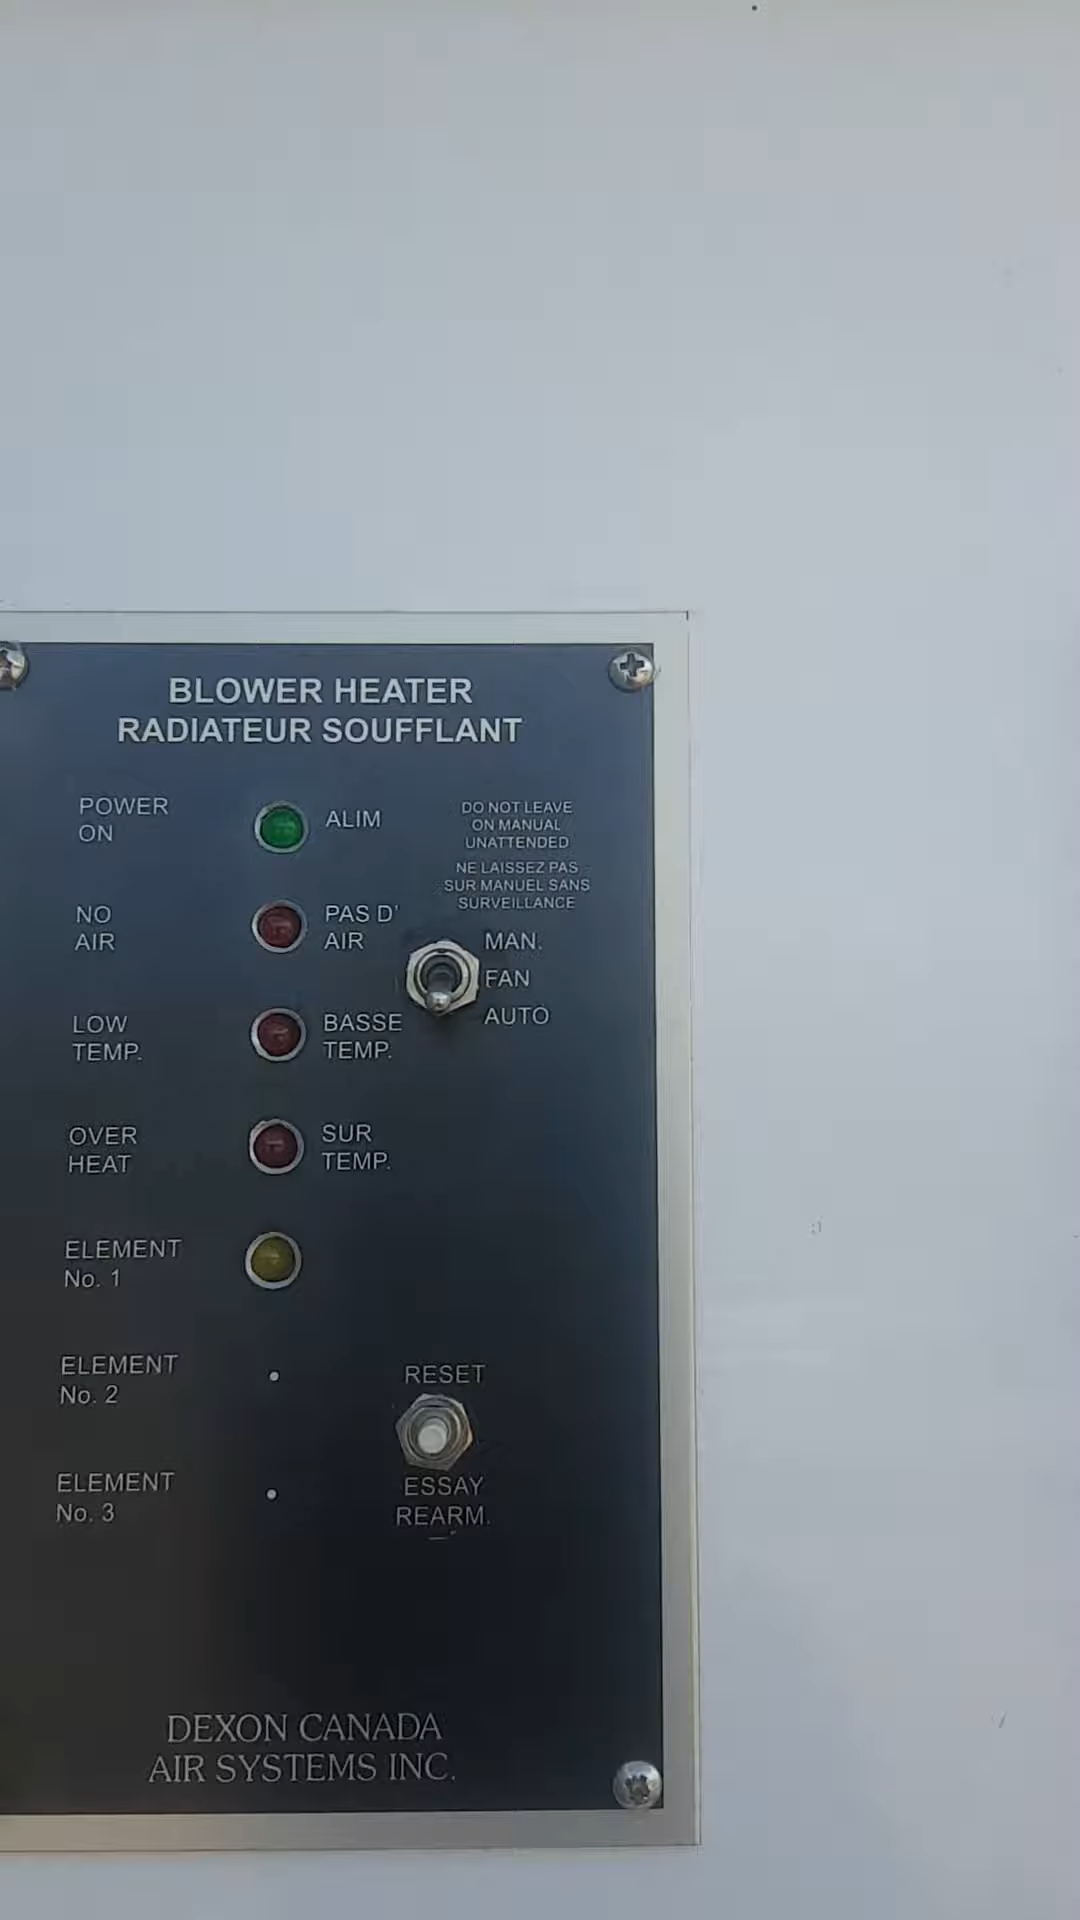 BLOWER HEATER
RADIATEUR SOUFFLANT
POWER
ON
ALIM
DO NOT LEAVE
ON MANUAL
UNATTENDED
NE LAISSEZ PAS
SUR MANUEL SANS
SURVEILLANCE
NO
AIR
PAS D'
AIR
MAN.
FAN
AUTO
LOW
TEMP.
BASSE
TEMP.
OVER
HEAT
SUR
TEMP.
ELEMENT
No. 1
ELEMENT
No. 2
RESET
ELEMENT
No. 3
ESSAY
REARM.
DEXON CANADA
AIR SYSTEMS INC.